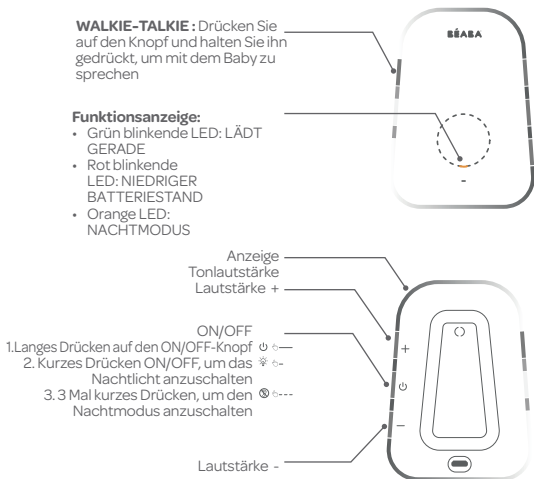 WALKIE-TALKIE : Drücken Sie
auf den Knopf und halten Sie ihn
gedrückt, um mit dem Baby zu
sprechen
BÉABA
Funktionsanzeige:
• Grün blinkende LED: LÄDT
GERADE
• Rot blinkende
LED: NIEDRIGER
BATTERIESTAND
• Orange LED:
NACHTMODUS
Anzeige
Tonlautstärke
Lautstärke +
ON/OFF
1.Langes Drücken auf den ON/OFF-Knopf
2. Kurzes Drücken ON/OFF, um das
Nachtlicht anzuschalten
3. 3 Mal kurzes Drücken, um den
Nachtmodus anzuschalten
Lautstärke -
+
-